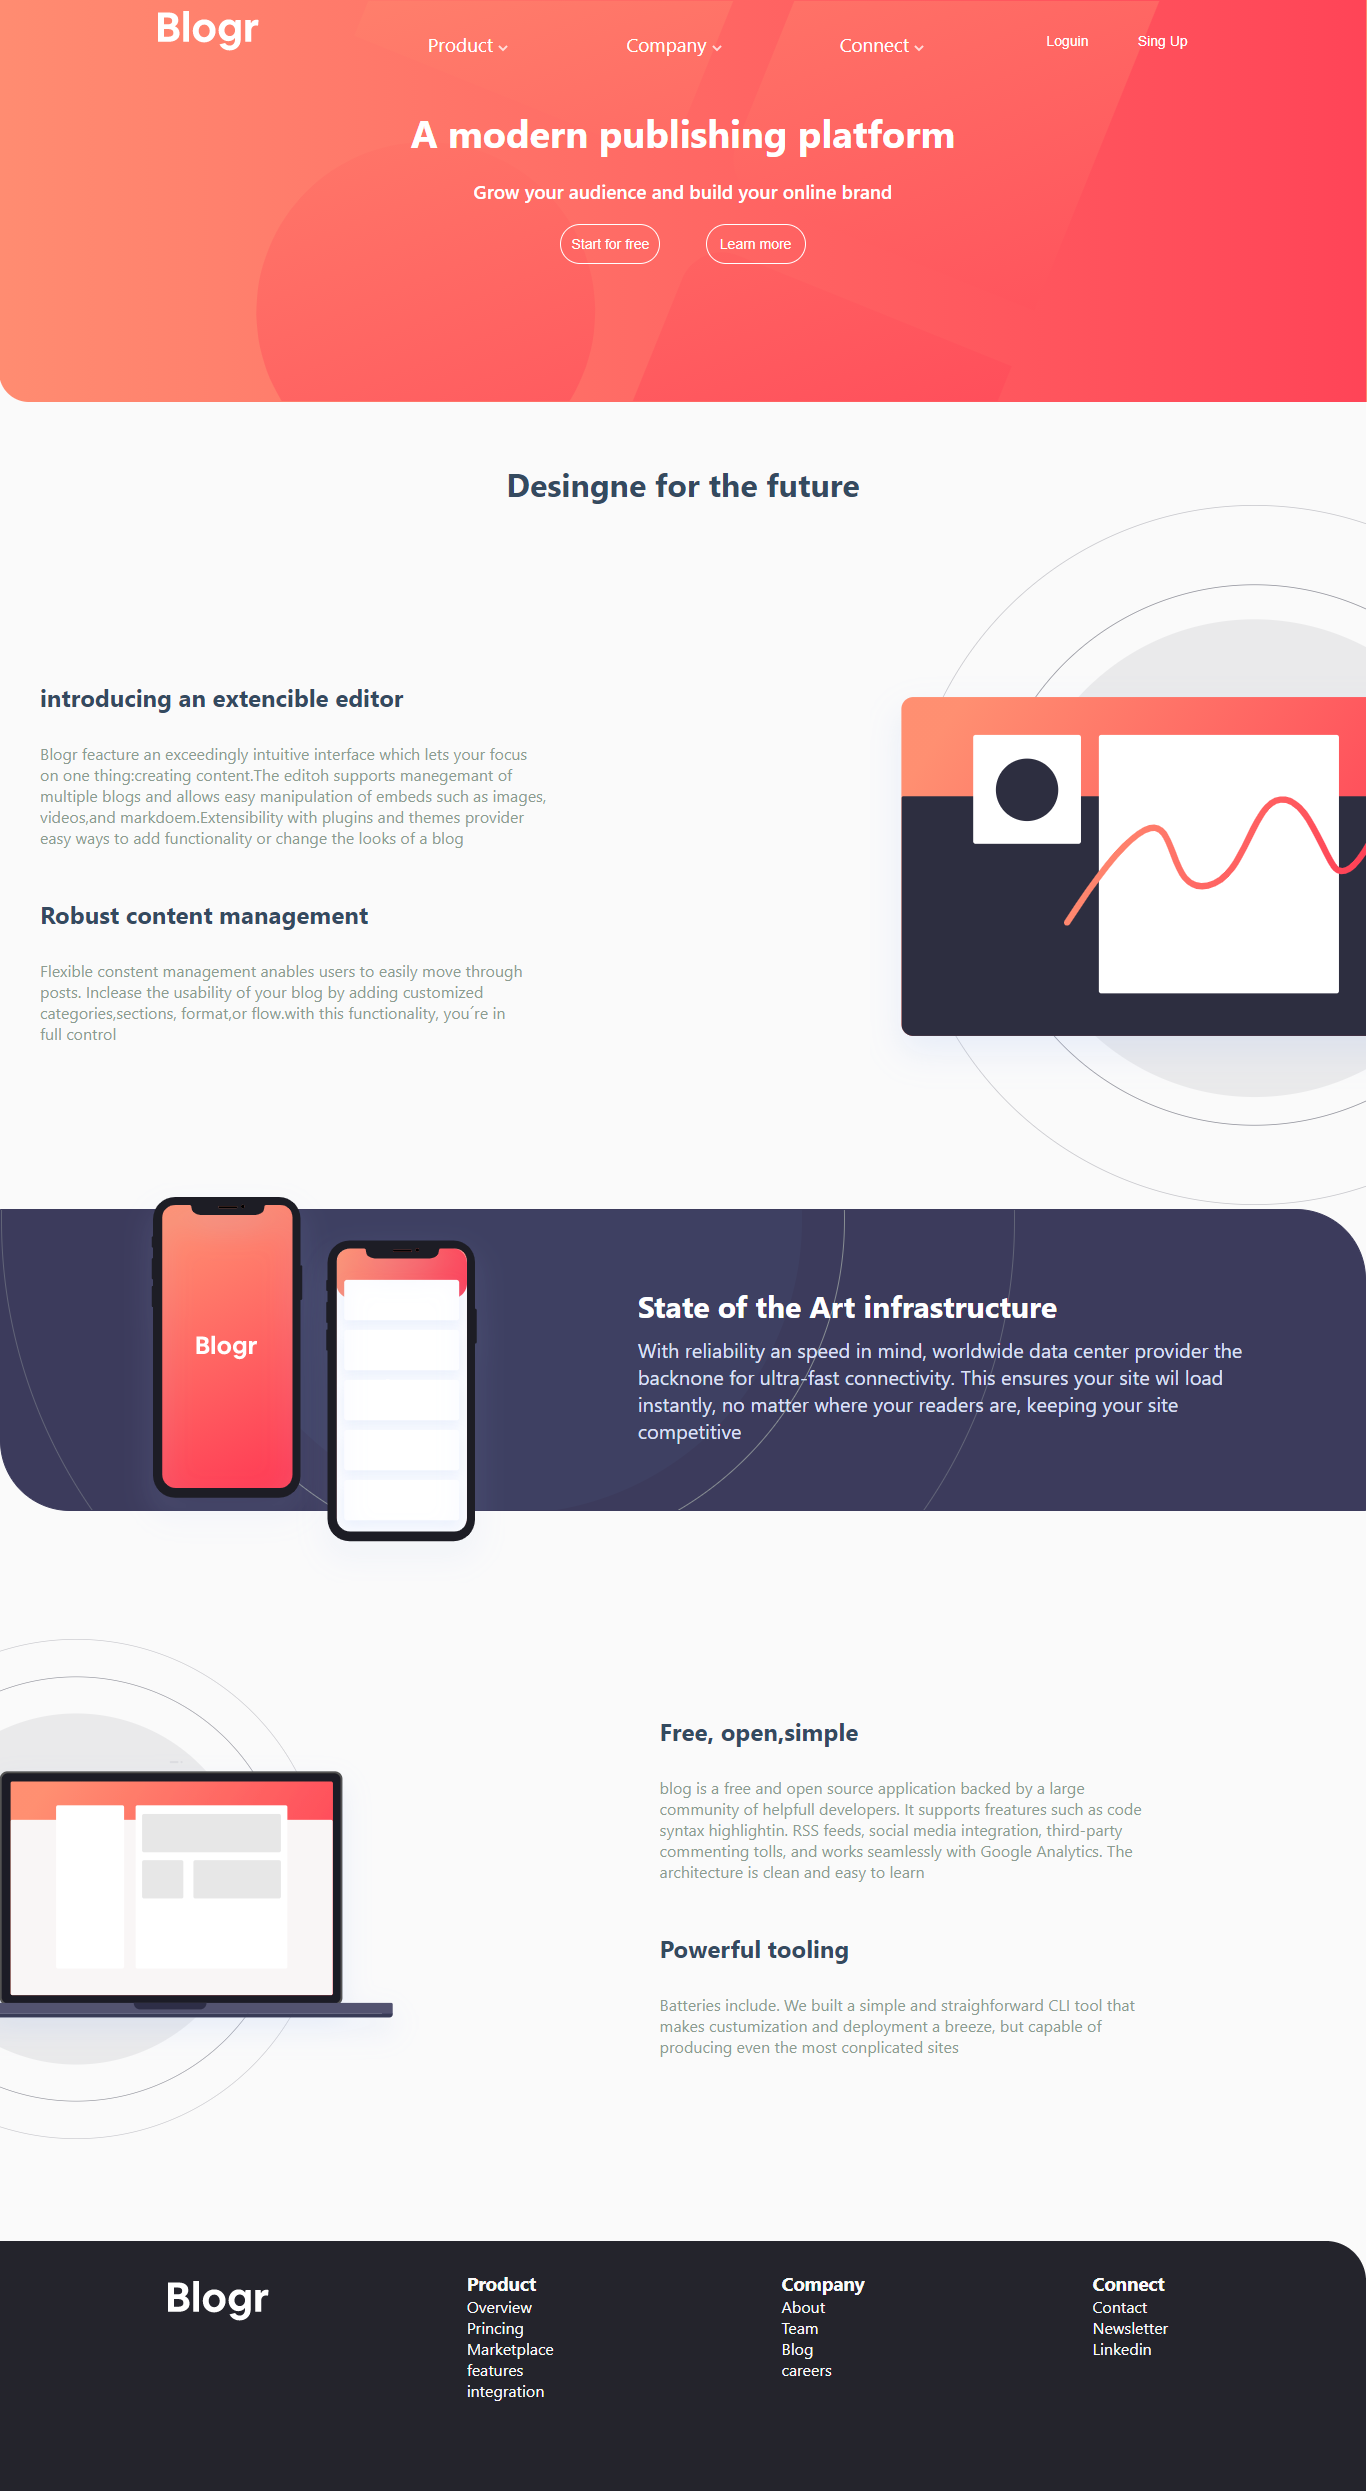 Blogr
Product
Company
Connect
Loguin
Sing Up
A modern publishing platform
Grow your audience and build your online brand
Start for free
Learn more
Desingne for the future
introducing an extencible editor
Blogr feacture an exceedingly intuitive interface which lets your focus
on one thing:creating content.The editoh supports manegemant of
multiple blogs and allows easy manipulation of embeds such as images,
videos,and markdoem.Extensibility with plugins and themes provider
easy ways to add functionality or change the looks of a blog
Robust content management
Flexible constent management anables users to easily move through
posts. Inclease the usability of your blog by adding customized
categories,sections, format,or flow.with this functionality, you´re in
full control
Blogr
State of the Art infrastructure
With reliability an speed in mind, worldwide data center provider the
backnone for ultra-fast connectivity. This ensures your site wil load
instantly, no matter where your readers are, keeping your site
competitive
Free, open,simple
blog is a free and open source application backed by a large
community of helpfull developers. It supports freatures such as code
syntax highlightin. RSS feeds, social media integration, third-party
commenting tolls, and works seamlessly with Google Analytics. The
architecture is clean and easy to learn
Powerful tooling
Batteries include. We built a simple and straighforward CLI tool that
makes custumization and deployment a breeze, but capable of
producing even the most conplicated sites
Blogr
Product
Overview
Princing
Marketplace
features
integration
Company
About
Team
Blog
careers
Connect
Contact
Newsletter
Linkedin